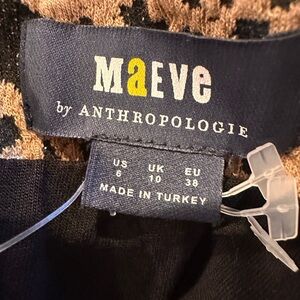 MaEVe
by ANTHROPOLOGIE
US UK EU
6 10 38
MADE IN TURKEY